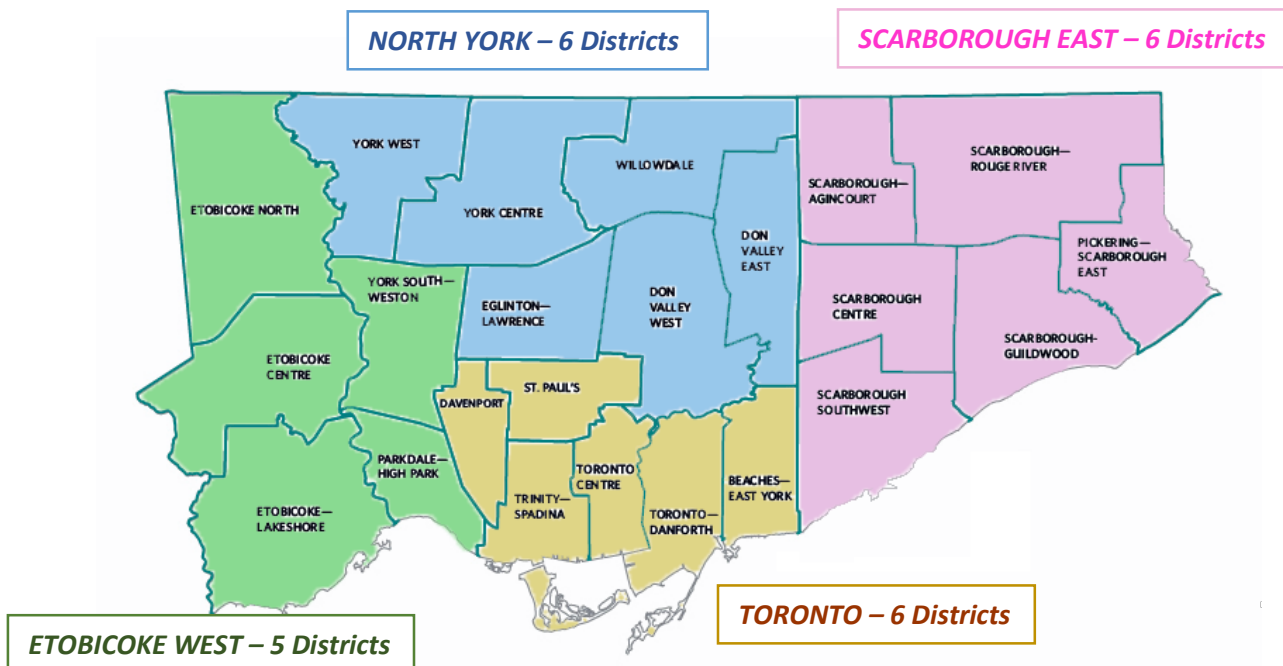 NORTH YORK – 6 Districts
SCARBOROUGH EAST – 6 Districts
YORK WEST
WILLOWDALE
SCARBOROUGH—
ROUGE RIVER
SCARBOROUGH—
AGINCOURT
ETOBICOKE NORTH
YORK CENTRE
DON
VALLEY
EAST
PICKERING—
SCARBOROUGH
EAST
YORK SOUTH—
WESTON
EGLINTON—
LAWRENCE
DON
VALLEY
WEST
SCARBOROUGH
CENTRE
SCARBOROUGH-
GUILDWOOD
ETOBICOKE
CENTRE
ST. PAUL'S
DAVENPORT
SCARBOROUGH
SOUTHWEST
PARKDALE—
HIGH PARK
TORONTO
CENTRE
BEACHES—
EAST YORK
TRINITY—
SPADINA
TORONTO—
DANFORTH
ETOBICOKE—
LAKESHORE
TORONTO – 6 Districts
ETOBICOKE WEST – 5 Districts